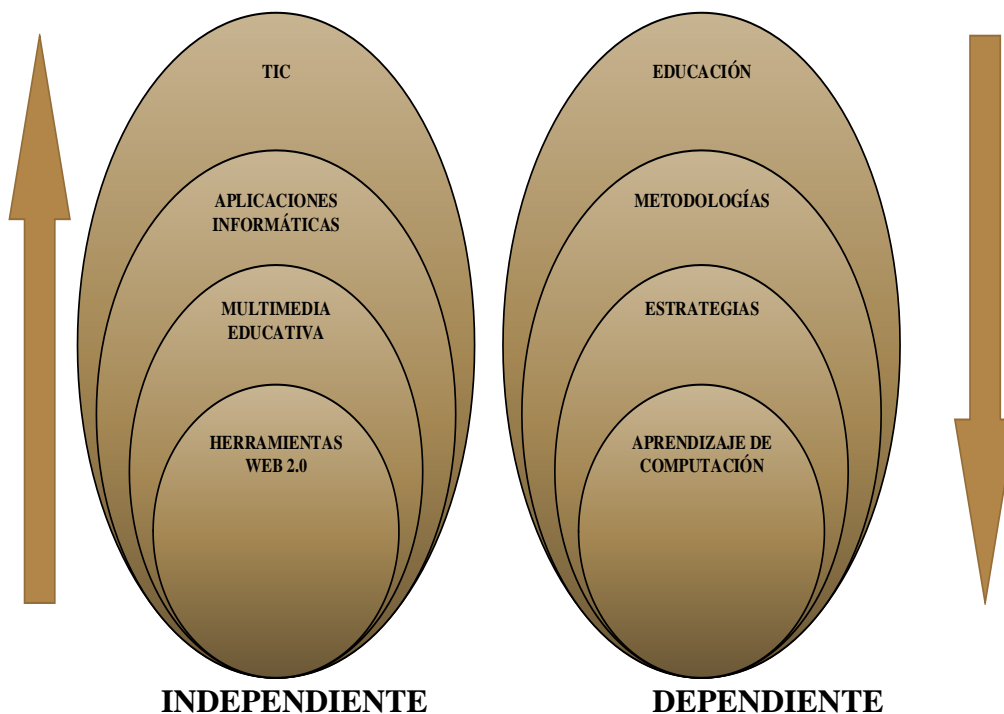 TIC
APLICACIONES
INFORMÁTICAS
MULTIMEDIA
EDUCATIVA
HERRAMIENTAS
WEB 2.0
INDEPENDIENTE
EDUCACIÓN
METODOLOGÍAS
ESTRATEGIAS
APRENDIZAJE DE
COMPUTACIÓN
DEPENDIENTE